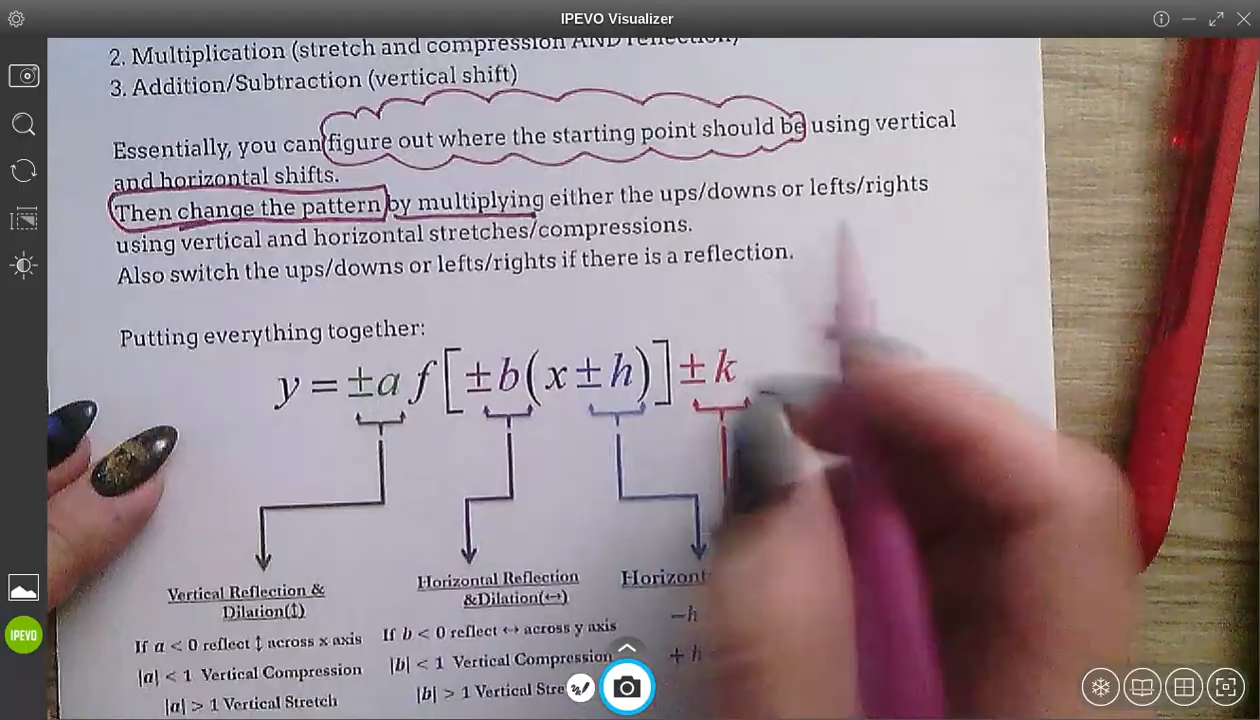 IPEVO Visualizer
2. Multiplication (stretch and compression AND reflection)
3. Addition/Subtraction (vertical shift)
Essentially, you can figure out where the starting point should be using vertical
and horizontal shifts.
Then change the pattern by multiplying either the ups/downs or lefts/rights
using vertical and horizontal stretches/compressions.
Also switch the ups/downs or lefts/rights if there is a reflection.
Putting everything together:
y = ±a f[±b(x ± h)] ± k
Vertical Reflection &
Dilation(↕)
If a < 0 reflect ↕ across x axis
|a| < 1 Vertical Compression
|a| > 1 Vertical Stretch
Horizontal Reflection
&Dilation(↔)
If b < 0 reflect ↔ across y axis
|b| < 1 Vertical Compression
|b| > 1 Vertical Stre
Horizont
−h
+ h
IPEVO